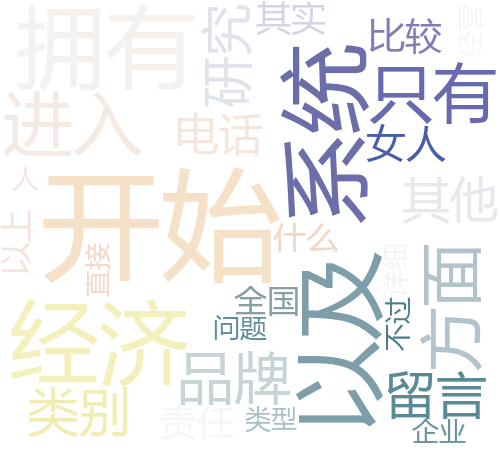 拥有
研究
其实
比较
经营
进入
电话
系统
只有
女人
人
开始
其他
以上
直接
什么
详细
以及
方面
全国
问题
不过
经济
品牌
留言
类别
责任
类型
企业